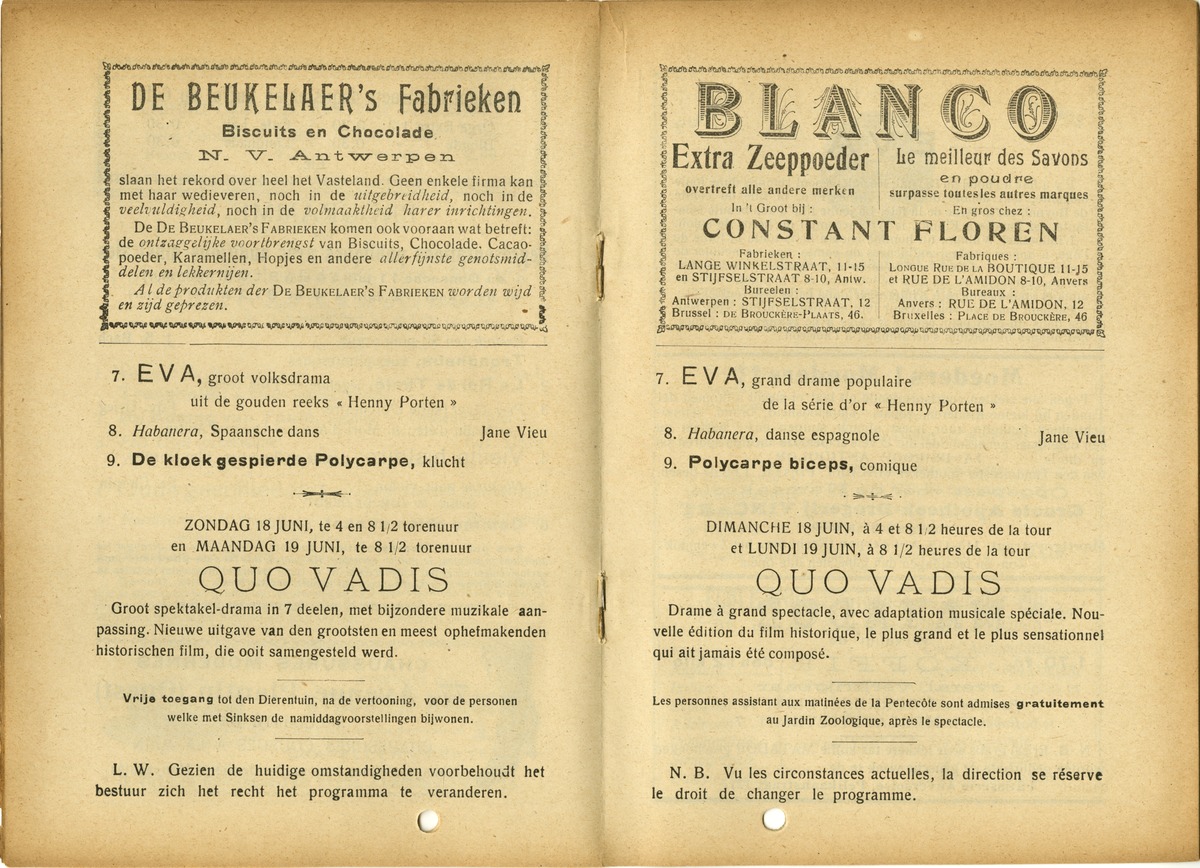 DE BEUKELAER's Fabrieken
Biscuits en Chocolade
N. V. Antwerpen
slaan het rekord over heel het Vasteland. Geen enkele firma kan
met haar wedieveren, noch in de uitgebreidheid, noch in de
veelvuldigheid, noch in de volmaaktheid harer inrichtingen.
De DE BEUKELAER'S FABRIEKEN komen ook vooraan wat betreft:
de ontzaggelijke voortbrengst van Biscuits, Chocolade, Cacao-
poeder, Karamellen, Hopjes en andere allerfijnste genotsmid-
delen en lekkernijen.
Al de produkten der DE BEUKELAER'S FABRIEKEN worden wijd
en zijd geprezen.
7. EVA, groot volksdrama
uit de gouden reeks « Henny Porten »
8. Habanera, Spaansche dans Jane Vieu
9. De kloek gespierde Polycarpe, klucht
ZONDAG 18 JUNI, te 4 en 8 1/2 torenuur
en MAANDAG 19 JUNI, te 8 1/2 torenuur
QUO VADIS
Groot spektakel-drama in 7 deelen, met bijzondere muzikale aan-
passing. Nieuwe uitgave van den grootsten en meest ophefmakenden
historischen film, die ooit samengesteld werd.
Vrije toegang tot den Dierentuin, na de vertooning, voor de personen
welke met Sinksen de namiddagvoorstellingen bijwonen.
L. W. Gezien de huidige omstandigheden voorbehoudt het
bestuur zich het recht het programma te veranderen.
BLANCO
Extra Zeeppoeder
overtreft alle andere merken
In 't Groot bij :
Le meilleur des Savons
en poudre
surpasse toutes les autres marques
En gros chez :
CONSTANT FLOREN
Fabrieken :
LANGE WINKELSTRAAT, 11-15
en STIJFSELSTRAAT 8-10, Antw.
Bureelen :
Antwerpen : STIJFSELSTRAAT, 12
Brussel : DE BROUCKÈRE-PLAATS, 46.
Fabriques :
LONGUE RUE DE LA BOUTIQUE 11-15
et RUE DE L'AMIDON 8-10, Anvers
Bureaux :
Anvers : RUE DE L'AMIDON, 12
Bruxelles : PLACE DE BROUCKÈRE, 46
7. EVA, grand drame populaire
de la série d'or « Henny Porten »
8. Habanera, danse espagnole Jane Vieu
9. Polycarpe biceps, comique
DIMANCHE 18 JUIN, à 4 et 8 1/2 heures de la tour
et LUNDI 19 JUIN, à 8 1/2 heures de la tour
QUO VADIS
Drame à grand spectacle, avec adaptation musicale spéciale. Nou-
velle édition du film historique, le plus grand et le plus sensationnel
qui ait jamais été composé.
Les personnes assistant aux matinées de la Pentecôte sont admises gratuitement
au Jardin Zoologique, après le spectacle.
N. B. Vu les circonstances actuelles, la direction se réserve
le droit de changer le programme.